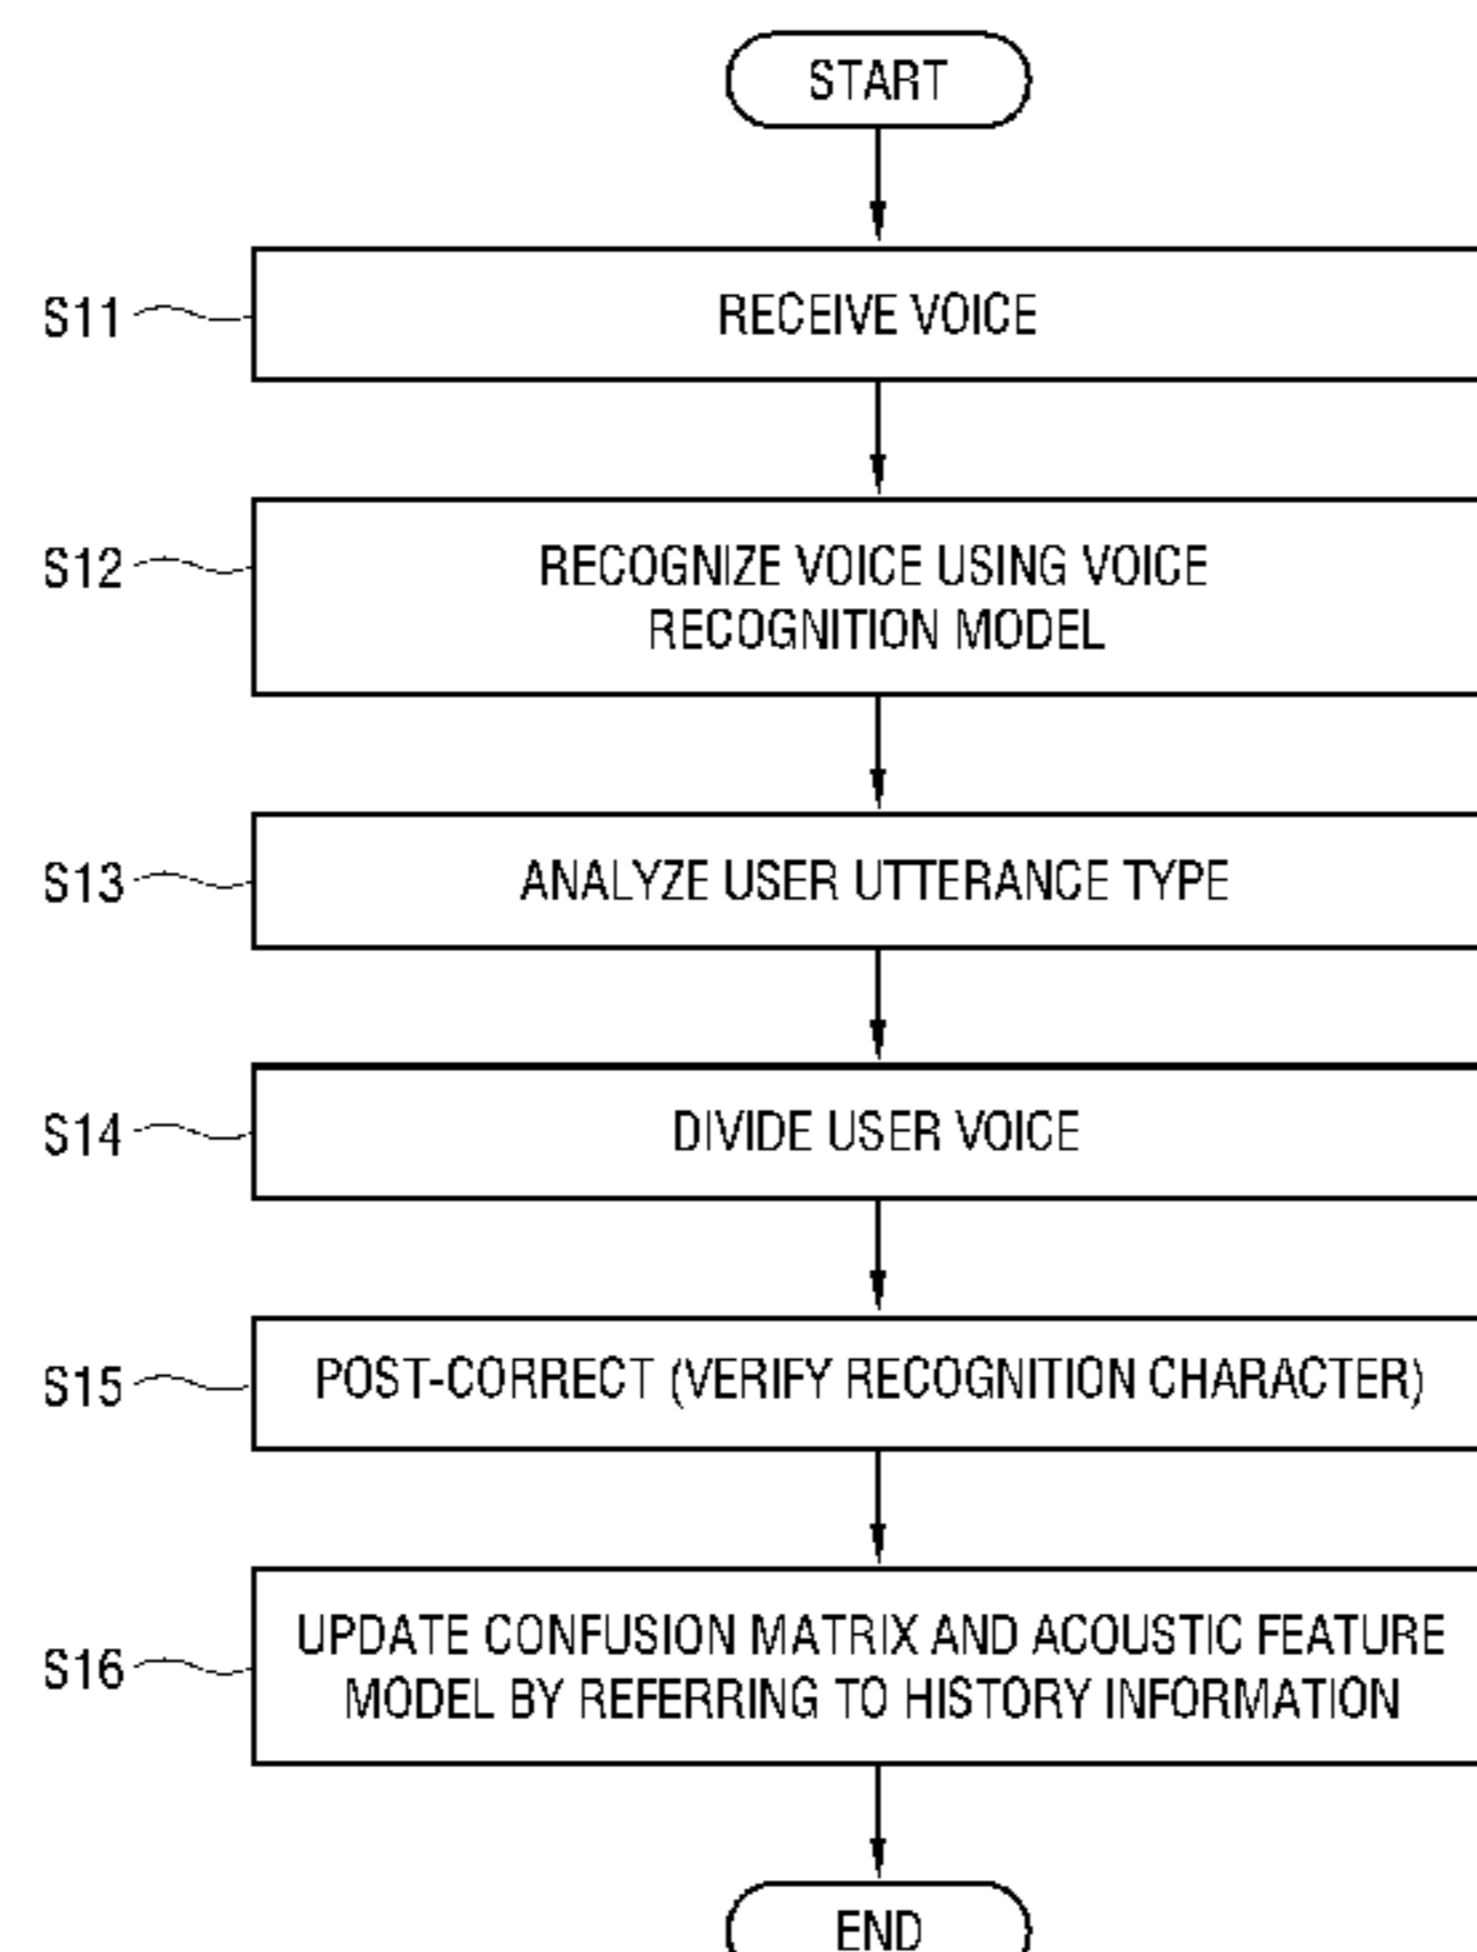 START
S11
RECEIVE VOICE
S12
RECOGNIZE VOICE USING VOICE
RECOGNITION MODEL
S13
ANALYZE USER UTTERANCE TYPE
S14
DIVIDE USER VOICE
S15
POST-CORRECT (VERIFY RECOGNITION CHARACTER)
S16
UPDATE CONFUSION MATRIX AND ACOUSTIC FEATURE
MODEL BY REFERRING TO HISTORY INFORMATION
END